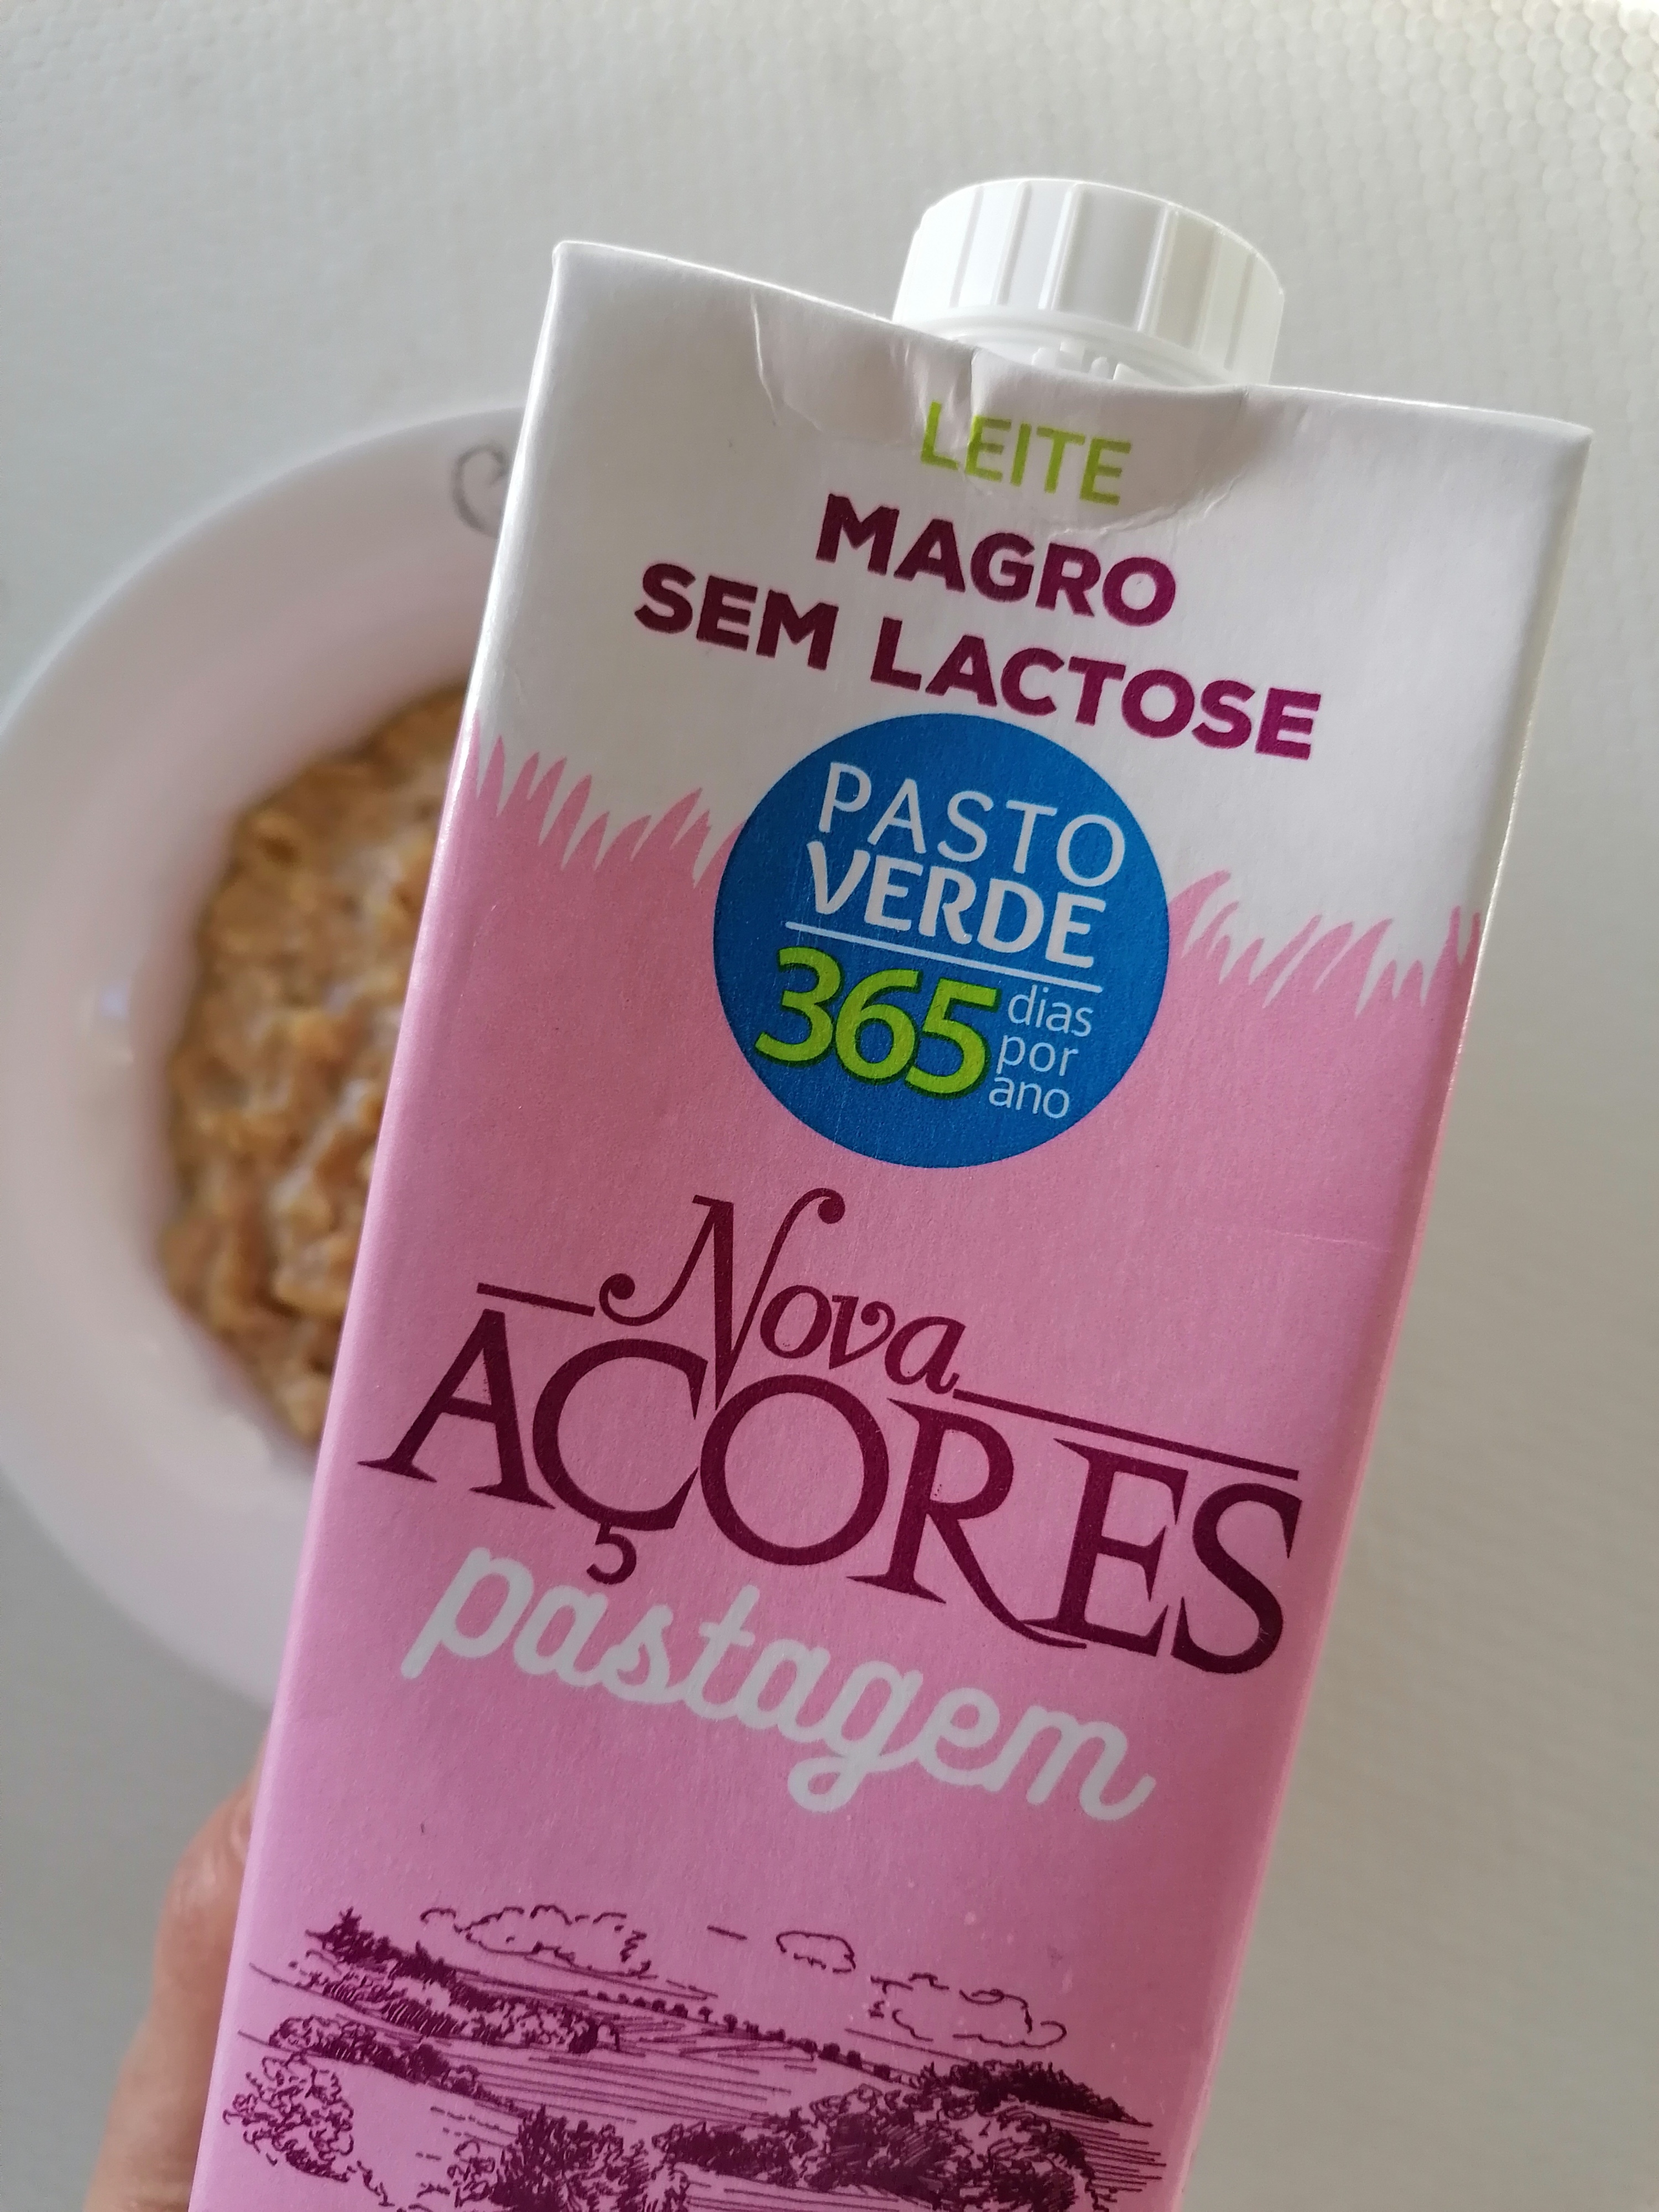 LEITE
MAGRO
SEM LACTOSE
PASTO
VERDE
365 dias
por
ano
Nova
AÇORES
pastagem